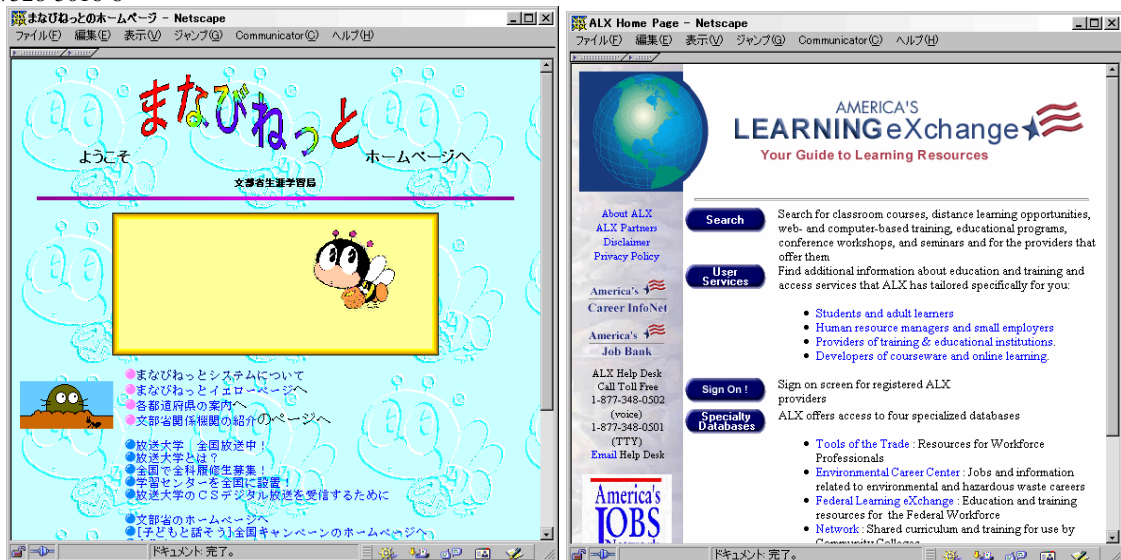 まなびねっとのホームページ - Netscape
ファイル(F) 編集(E) 表示(V) ジャンプ(G) Communicator(C) ヘルプ(H)
まなびねっと
ようこそ
ホームページへ
文部省生涯学習局
まなびねっとシステムについて
まなびねっとイエローページへ
各都道府県の案内へ
文部省関係機関の紹介のページへ
放送大学 全国放送中！
放送大学とは？
全国で全科履修生募集！
学習センターを全国に設置！
放送大学のCSデジタル放送を受信するために
文部省のホームページへ
[子どもと話そう]全国キャンペーンのホームページへ
ドキュメント:完了。
ALX Home Page - Netscape
ファイル(F) 編集(E) 表示(V) ジャンプ(G) Communicator(C) ヘルプ(H)
AMERICA'S
LEARNING eXchange
Your Guide to Learning Resources
About ALX
ALX Partners
Disclaimer
Privacy Policy
America's
Career InfoNet
America's
Job Bank
ALX Help Desk
Call Toll Free
1-877-348-0502
(voice)
1-877-348-0501
(TTY)
Email Help Desk
America's
JOBS
Search
Search for classroom courses, distance learning opportunities,
web- and computer-based training, educational programs,
conference workshops, and seminars and for the providers that
offer them
User
Services
Find additional information about education and training and
access services that ALX has tailored specifically for you:
Students and adult learners
Human resource managers and small employers
Providers of training & educational institutions.
Developers of courseware and online learning.
Sign On !
Sign on screen for registered ALX
providers
Specialty
Databases
ALX offers access to four specialized databases
Tools of the Trade : Resources for Workforce
Professionals
Environmental Career Center : Jobs and information
related to environmental and hazardous waste careers
Federal Learning eXchange : Education and training
resources for the Federal Workforce
Network : Shared curriculum and training for use by
Community Colleges
ドキュメント:完了。